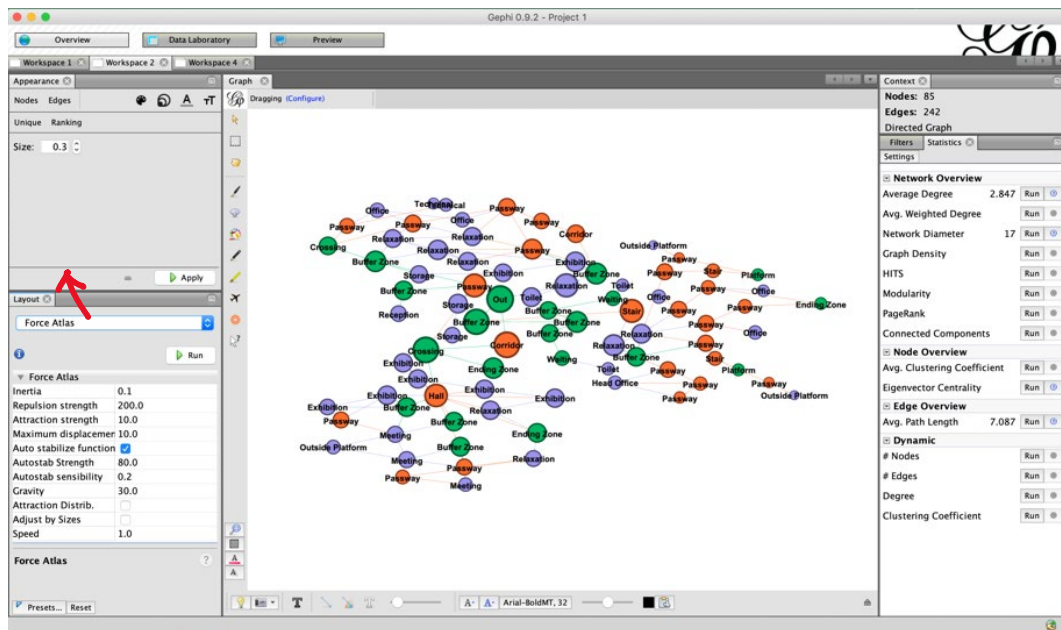 Gephi 0.9.2 - Project 1
Overview
Data Laboratory
Preview
Workspace 1
Workspace 2
Workspace 4
Appearance
Nodes Edges
Unique Ranking
Size: 0.3
Apply
Layout
Force Atlas
Run
Force Atlas
Inertia 0.1
Repulsion strength 200.0
Attraction strength 10.0
Maximum displacemer 10.0
Auto stabilize function
Autostab Strength 80.0
Autostab sensibility 0.2
Gravity 30.0
Attraction Distrib.
Adjust by Sizes
Speed 1.0
Force Atlas
Presets... Reset
Graph
Dragging (Configure)
Office
Technical
Passway
Passway
Passway
Office
Passway
Corridor
Crossing
Relaxation
Relaxation
Relaxation
Passway
Outside Platform
Buffer Zone
Relaxation
Exhibition
Passway
Storage
Exhibition
Buffer Zone
Passway
Stair
Platform
Buffer Zone
Passway
Relaxation
Toilet
Passway
Office
Storage
Out
Toilet
Waiting
Office
Ending Zone
Reception
Buffer Zone
Stair
Passway
Passway
Buffer Zone
Buffer Zone
Passway
Storage
Buffer Zone
Relaxation
Office
Crossing
Corridor
Relaxation
Passway
Exhibition
Ending Zone
Waiting
Buffer Zone
Stair
Exhibition
Toilet
Passway
Platform
Exhibition
Hall
Exhibition
Exhibition
Head Office
Passway
Passway
Exhibition
Buffer Zone
Relaxation
Passway
Outside Platform
Passway
Buffer Zone
Meeting
Ending Zone
Outside Platform
Buffer Zone
Meeting
Relaxation
Passway
Passway
Meeting
Arial-BoldMT, 32
Context
Nodes: 85
Edges: 242
Directed Graph
Filters Statistics
Settings
Network Overview
Average Degree 2.847 Run
Avg. Weighted Degree Run
Network Diameter 17 Run
Graph Density Run
HITS Run
Modularity Run
PageRank Run
Connected Components Run
Node Overview
Avg. Clustering Coefficient Run
Eigenvector Centrality Run
Edge Overview
Avg. Path Length 7.087 Run
Dynamic
# Nodes Run
# Edges Run
Degree Run
Clustering Coefficient Run